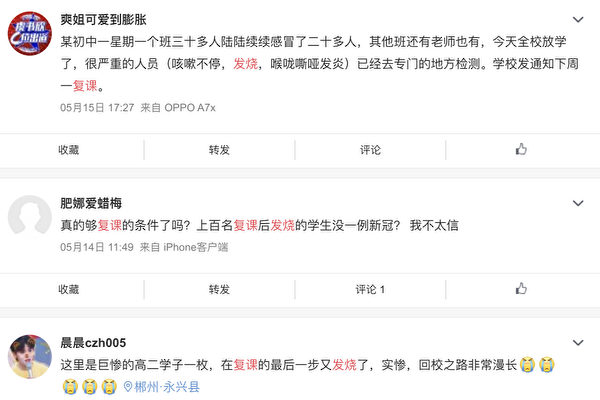 虞书欣
C位出道
爽姐可爱到膨胀
某初中一星期一个班三十多人陆陆续续感冒了二十多人，其他班还有老师也有，今天全校放学
了，很严重的人员（咳嗽不停，发烧，喉咙嘶哑发炎）已经去专门的地方检测。学校发通知下周
一复课。
05月15日 17:27 来自 OPPO A7x
收藏 转发 评论
肥娜爱蜡梅
真的够复课的条件了吗？上百名复课后发烧的学生没一例新冠？ 我不太信
05月14日 11:49 来自 iPhone客户端
收藏 转发 评论 1
晨晨czh005
这里是巨惨的高二学子一枚，在复课的最后一步又发烧了，实惨，回校之路非常漫长
郴州·永兴县